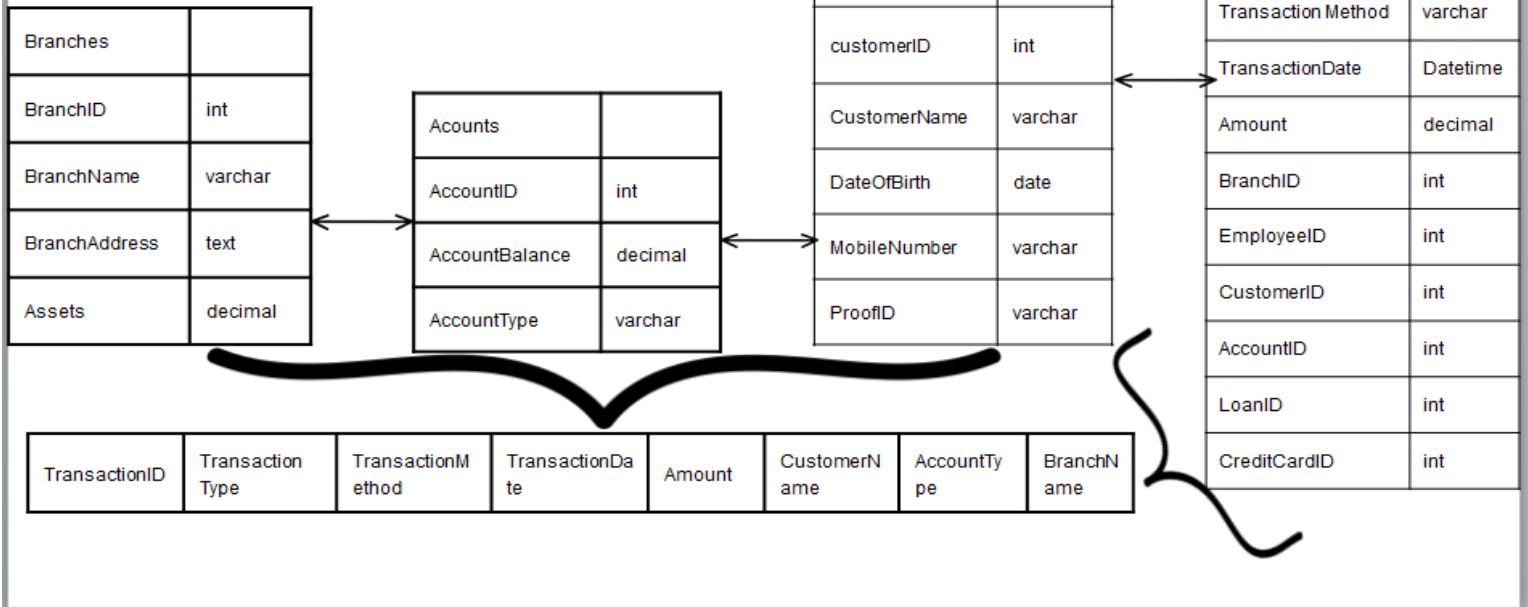 Branches
BranchID int
BranchName varchar
BranchAddress text
Assets decimal
Acounts
AccountID int
AccountBalance decimal
AccountType varchar
customerID int
CustomerName varchar
DateOfBirth date
MobileNumber varchar
ProofID varchar
Transaction Method varchar
TransactionDate Datetime
Amount decimal
BranchID int
EmployeeID int
CustomerID int
AccountID int
LoanID int
CreditCardID int
TransactionID
Transaction
Type
TransactionM
ethod
TransactionDa
te
Amount
CustomerN
ame
AccountTy
pe
BranchN
ame